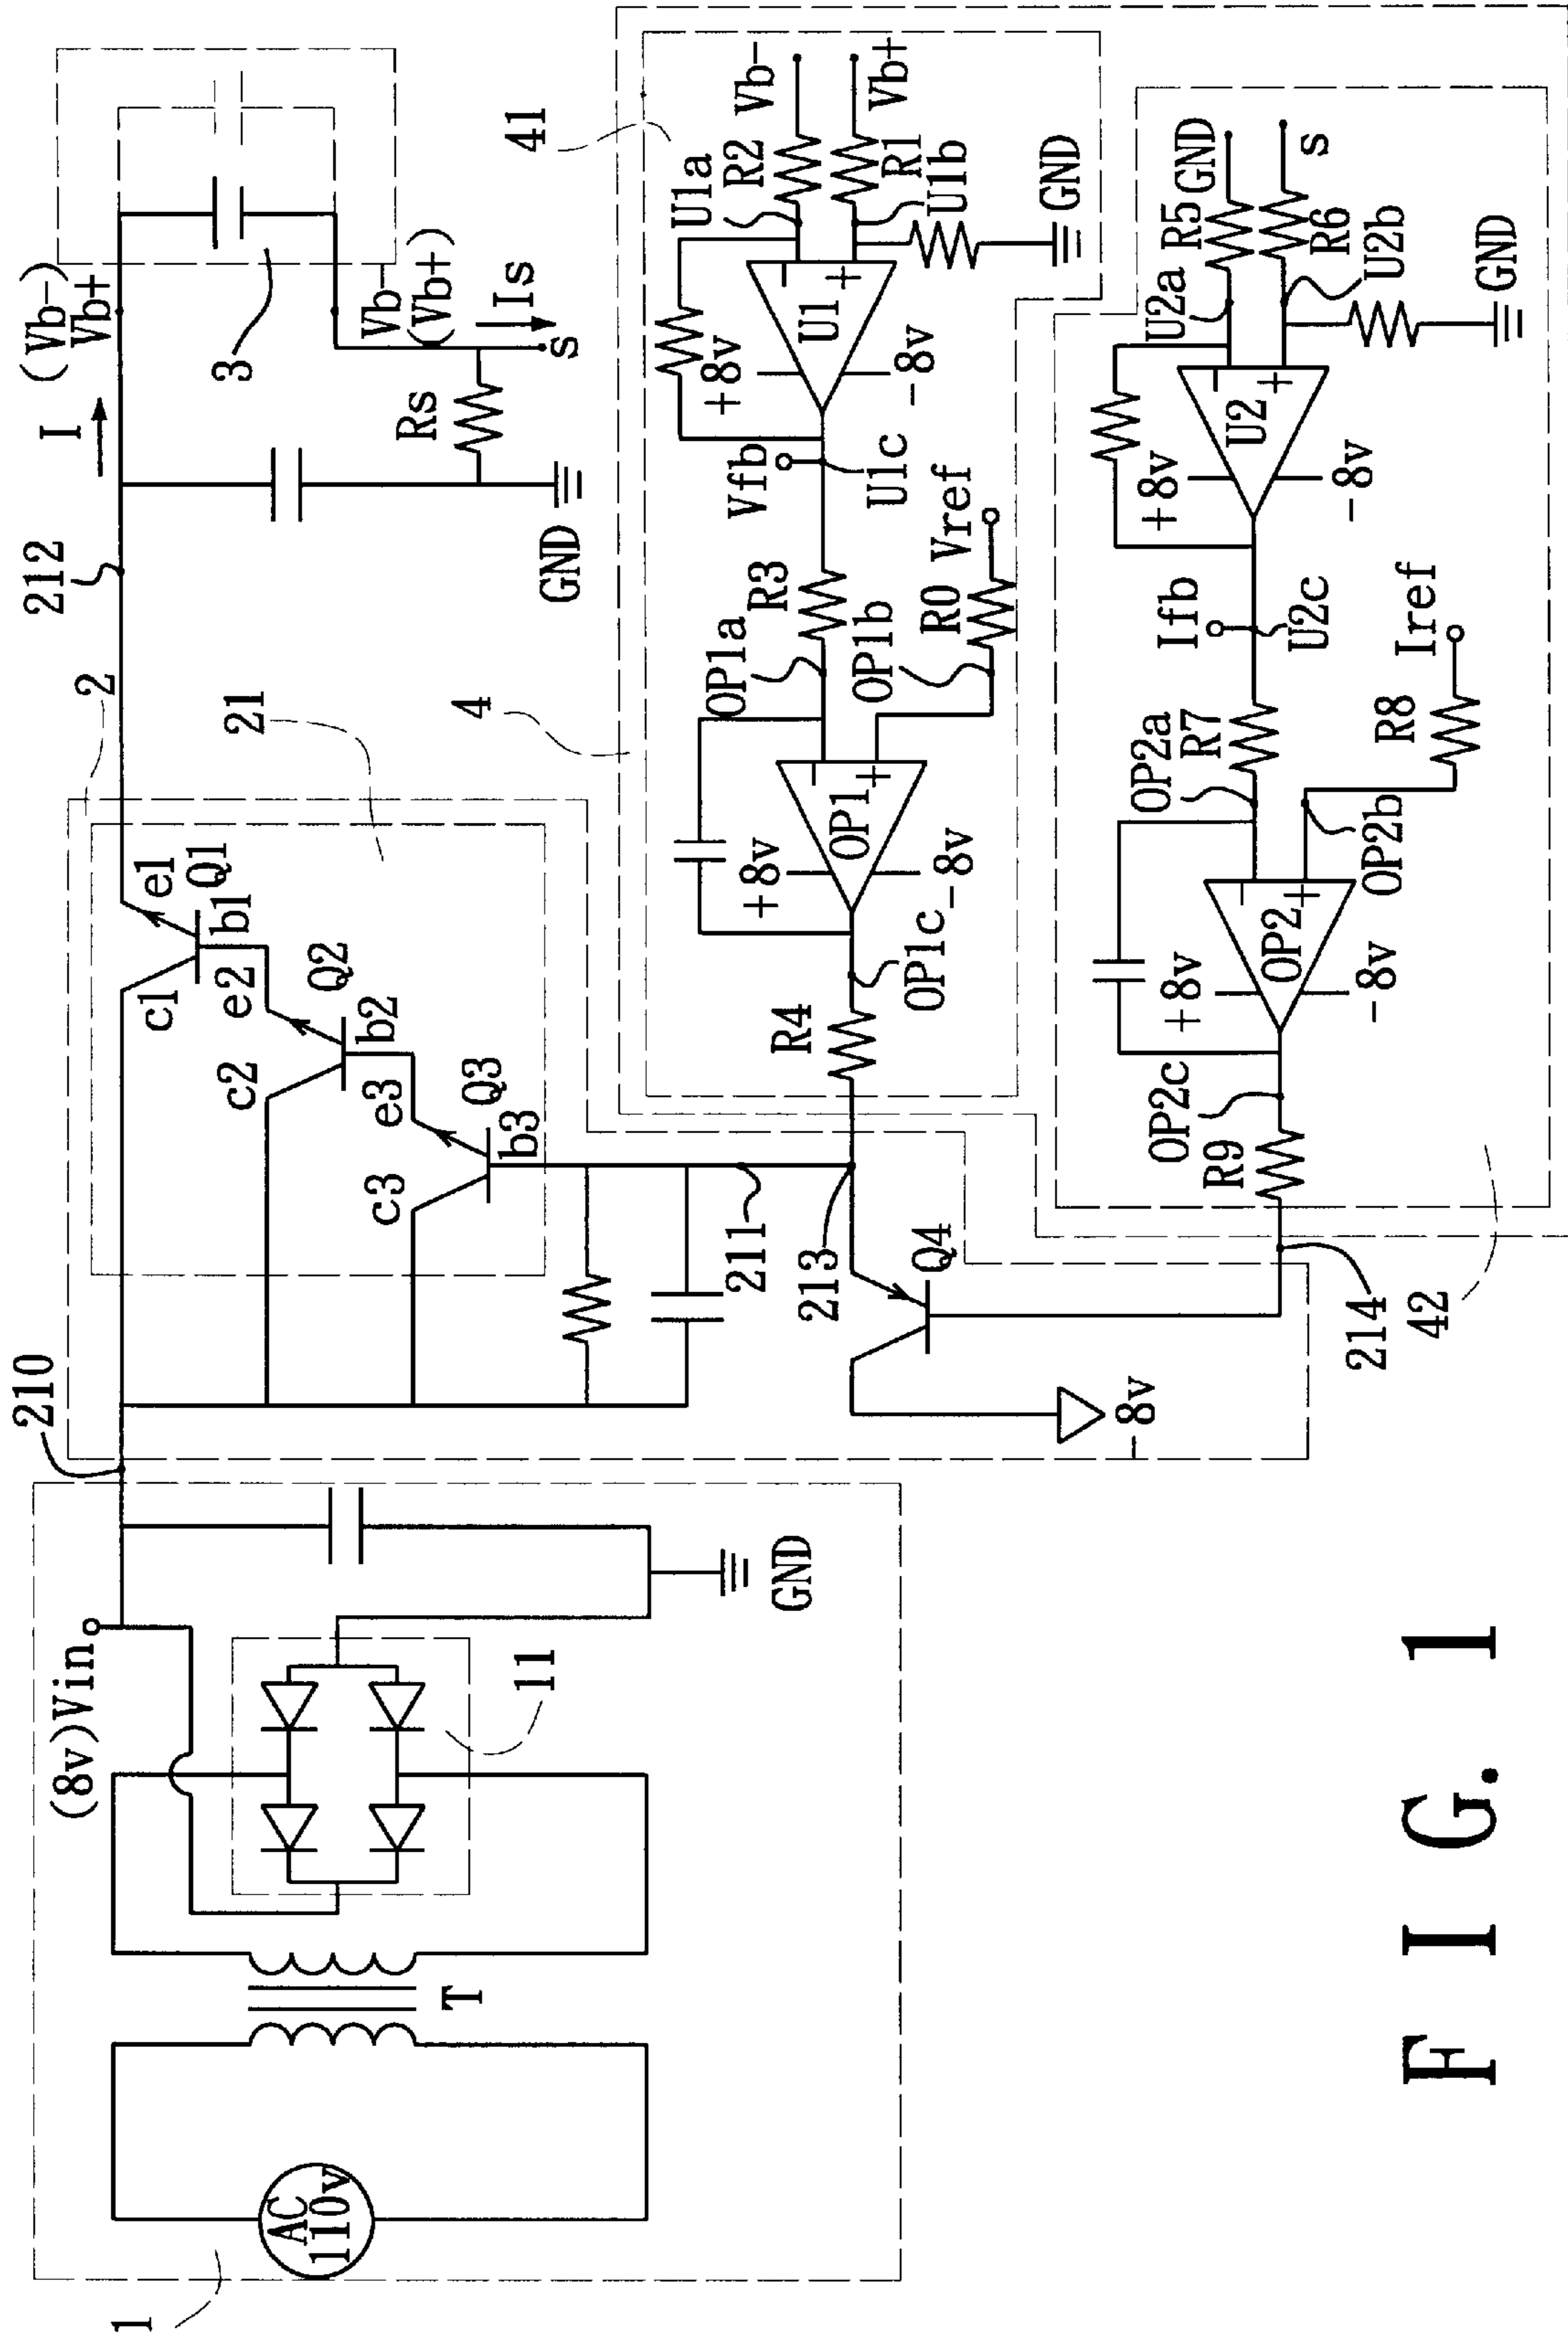 1
AC
110v
T
(8v)Vin
11
GND
210
2
21
c1
e1
Q1
b1
c2
e2
Q2
b2
c3
e3
Q3
b3
211
213
Q4
-8v
214
212
I
(Vb-)
Vb+
3
Vb-
(Vb+)
Is
s
Rs
GND
4
41
R4
OP1c
OP1
+8v
-8v
OP1a
OP1b
R3
R0
Vref
Vfb
U1c
U1
+8v
-8v
U1a
U1b
R2
R1
Vb-
Vb+
GND
42
R9
OP2c
OP2
+8v
-8v
OP2a
OP2b
R7
R8
Iref
Ifb
U2c
U2
+8v
-8v
U2a
U2b
R5
R6
GND
s
GND
FIG. 1